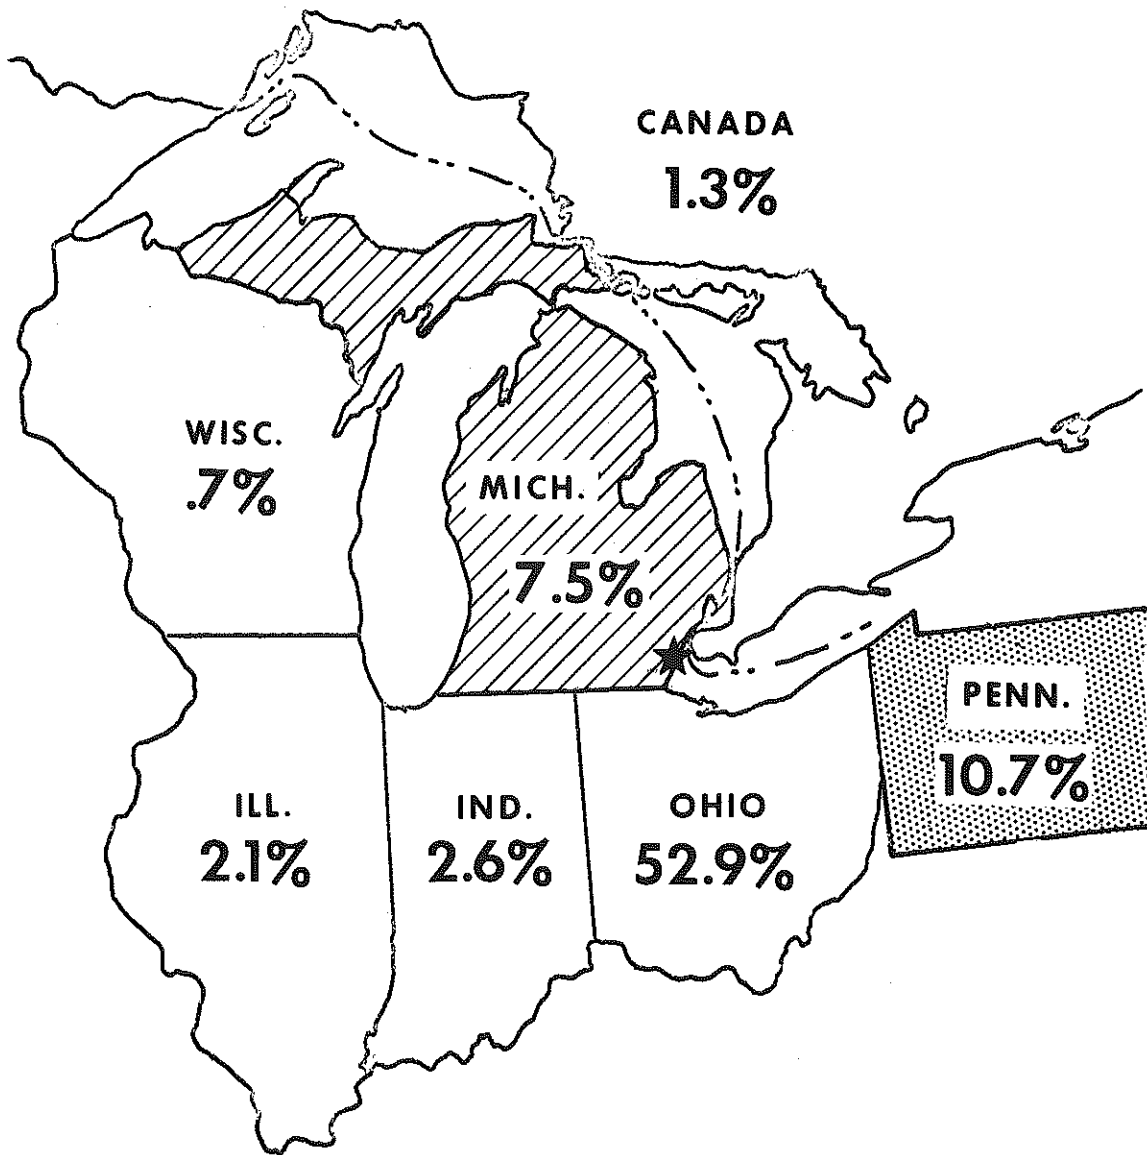 CANADA
1.3%
WISC.
.7%
MICH.
7.5%
PENN.
10.7%
ILL.
2.1%
IND.
2.6%
OHIO
52.9%